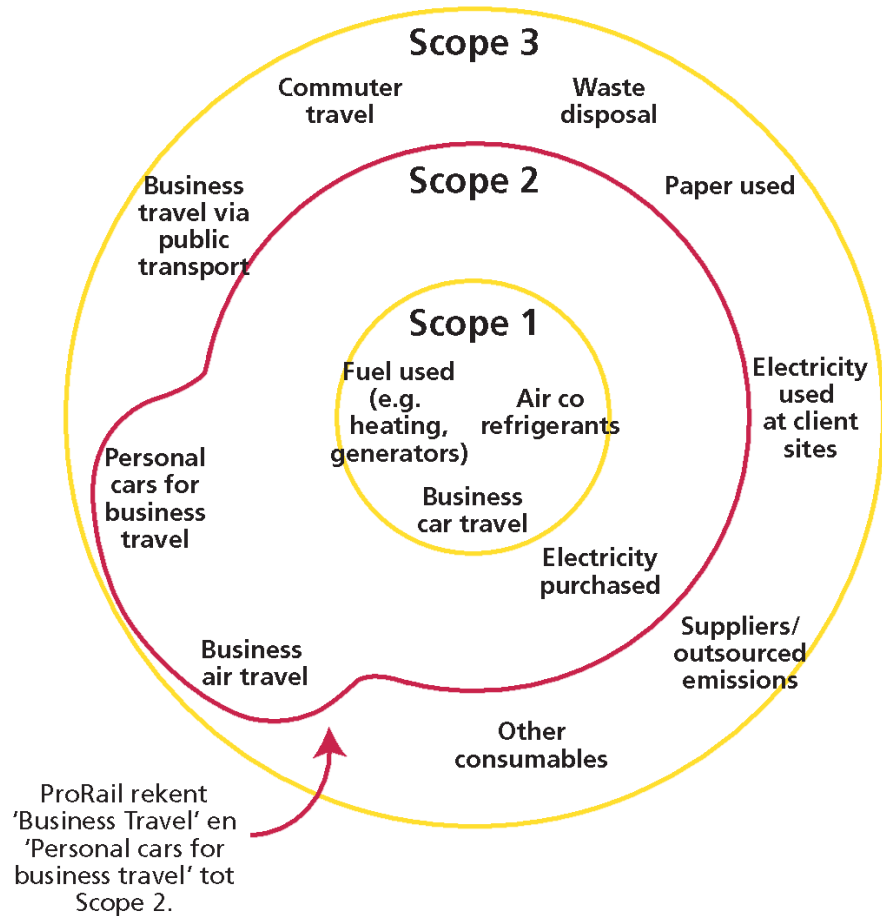 Scope 3
Commuter
travel
Waste
disposal
Business
travel via
public
transport
Scope 2
Paper used
Scope 1
Fuel used
(e.g.
heating,
generators)
Air co
refrigerants
Business
car travel
Electricity
used
at client
sites
Personal
cars for
business
travel
Electricity
purchased
Business
air travel
Suppliers/
outsourced
emissions
Other
consumables
ProRail rekent
‘Business Travel’ en
‘Personal cars for
business travel’ tot
Scope 2.